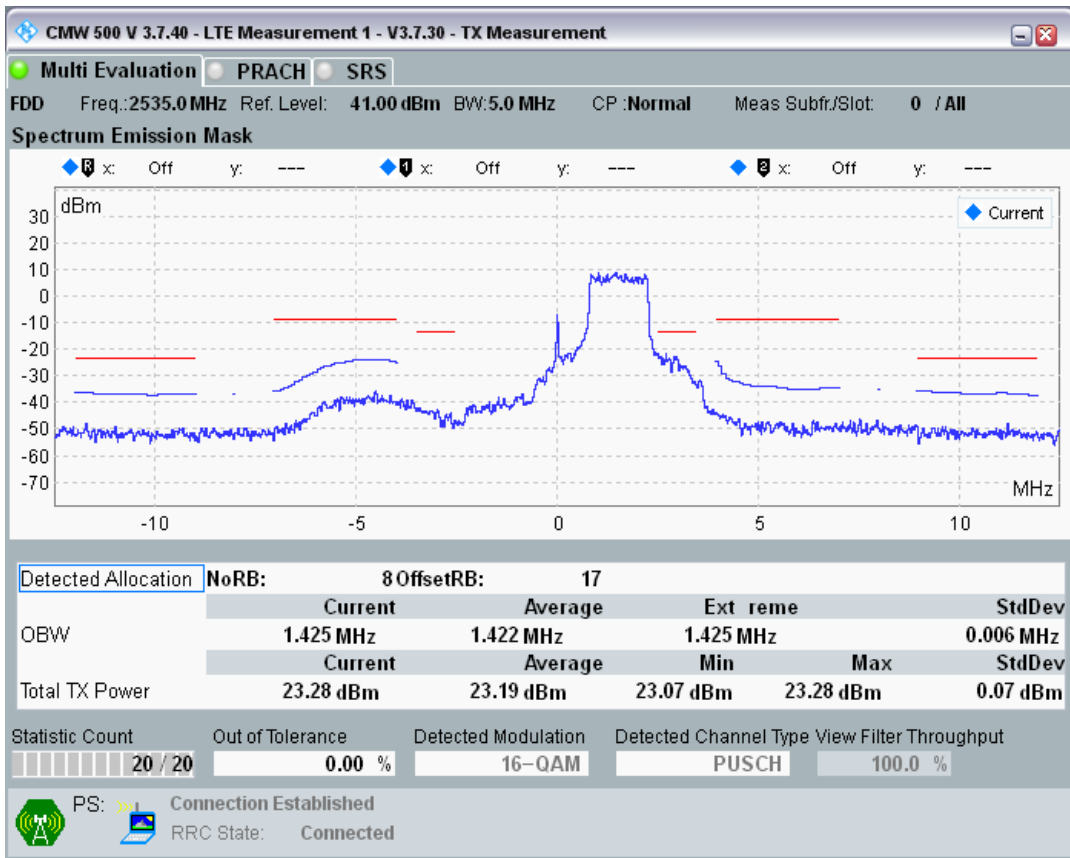 CMW 500 V 3.7.40 - LTE Measurement 1 - V3.7.30 - TX Measurement
Multi Evaluation PRACH SRS
FDD Freq.:2535.0 MHz Ref. Level: 41.00 dBm BW:5.0 MHz CP :Normal Meas Subfr./Slot: 0 / All
Spectrum Emission Mask
R x: Off y: --- 1 x: Off y: --- 2 x: Off y: ---
dBm
Current
30
20
10
0
-10
-20
-30
-40
-50
-60
-70
MHz
-10 -5 0 5 10
Detected Allocation NoRB: 8 OffsetRB: 17
Current Average Ext reme StdDev
OBW 1.425 MHz 1.422 MHz 1.425 MHz 0.006 MHz
Current Average Min Max StdDev
Total TX Power 23.28 dBm 23.19 dBm 23.07 dBm 23.28 dBm 0.07 dBm
Statistic Count Out of Tolerance Detected Modulation Detected Channel Type View Filter Throughput
20 / 20 0.00 % 16-QAM PUSCH 100.0 %
PS: Connection Established
RRC State: Connected